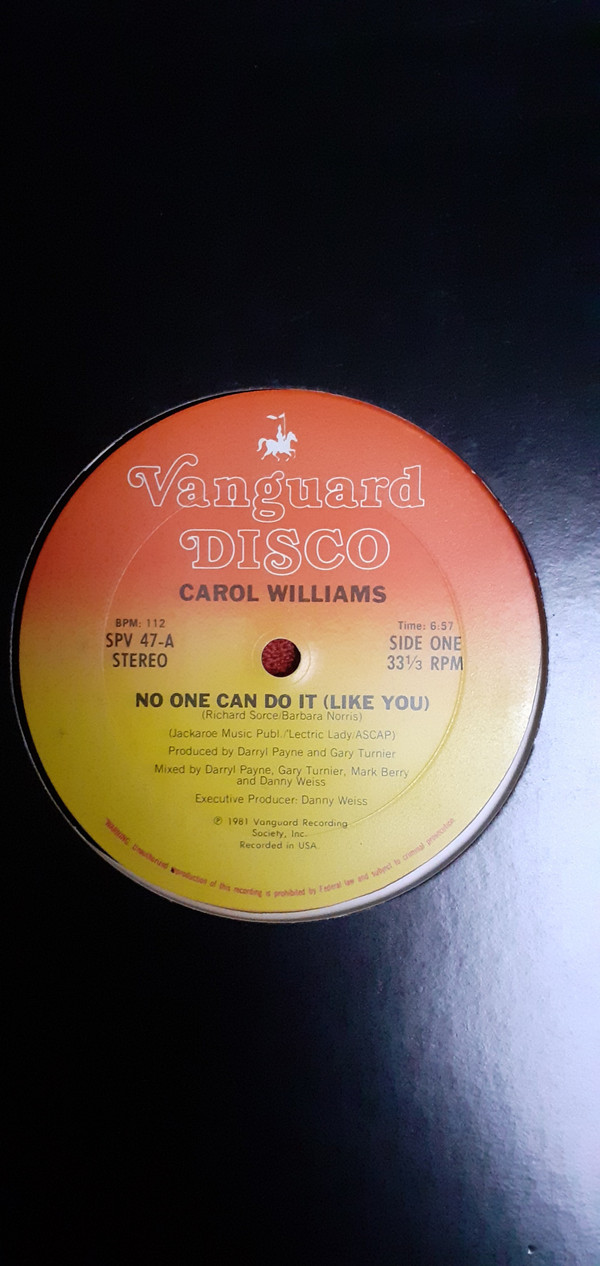 Vanguard
DISCO
CAROL WILLIAMS
BPM: 112
SPV 47-A
STEREO
Time: 6:57
SIDE ONE
33⅓ RPM
NO ONE CAN DO IT (LIKE YOU)
(Richard Sorce/Barbara Norris)
(Jackaroe Music Publ./'Lectric Lady/ASCAP)
Produced by Darryl Payne and Gary Turnier
Mixed by Darryl Payne, Gary Turnier, Mark Berry
and Danny Weiss
Executive Producer: Danny Weiss
℗ 1981 Vanguard Recording
Society, Inc.
Recorded in USA.
WARNING: Unauthorized reproduction of this recording is prohibited by Federal law and subject to criminal prosecution